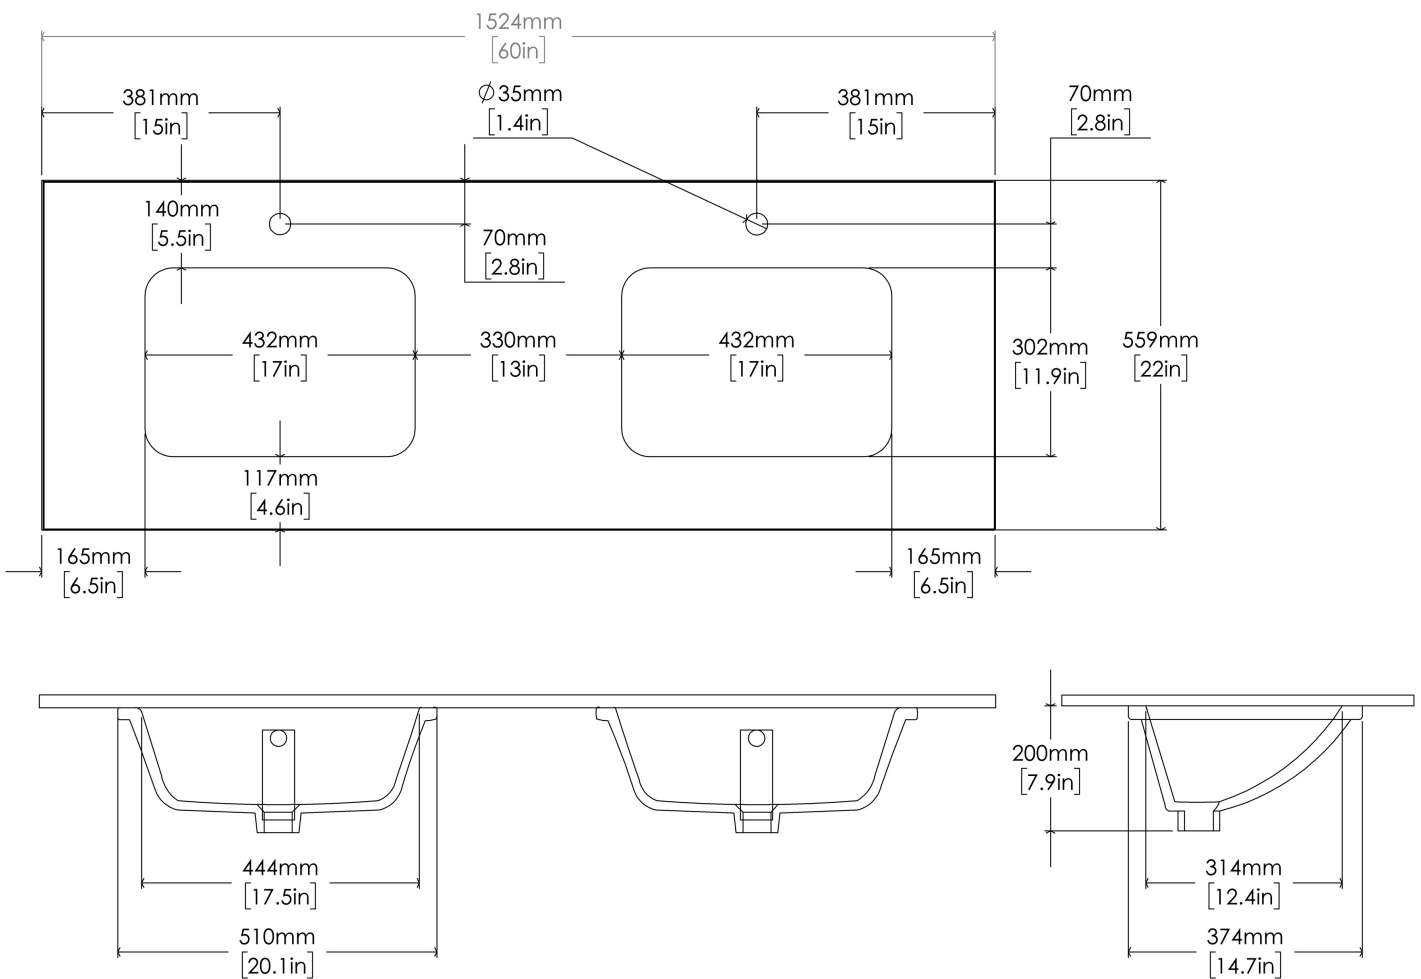 1524mm
[60in]
381mm
[15in]
Ø35mm
[1.4in]
381mm
[15in]
70mm
[2.8in]
140mm
[5.5in]
70mm
[2.8in]
432mm
[17in]
330mm
[13in]
432mm
[17in]
302mm
[11.9in]
559mm
[22in]
117mm
[4.6in]
165mm
[6.5in]
165mm
[6.5in]
200mm
[7.9in]
444mm
[17.5in]
314mm
[12.4in]
510mm
[20.1in]
374mm
[14.7in]